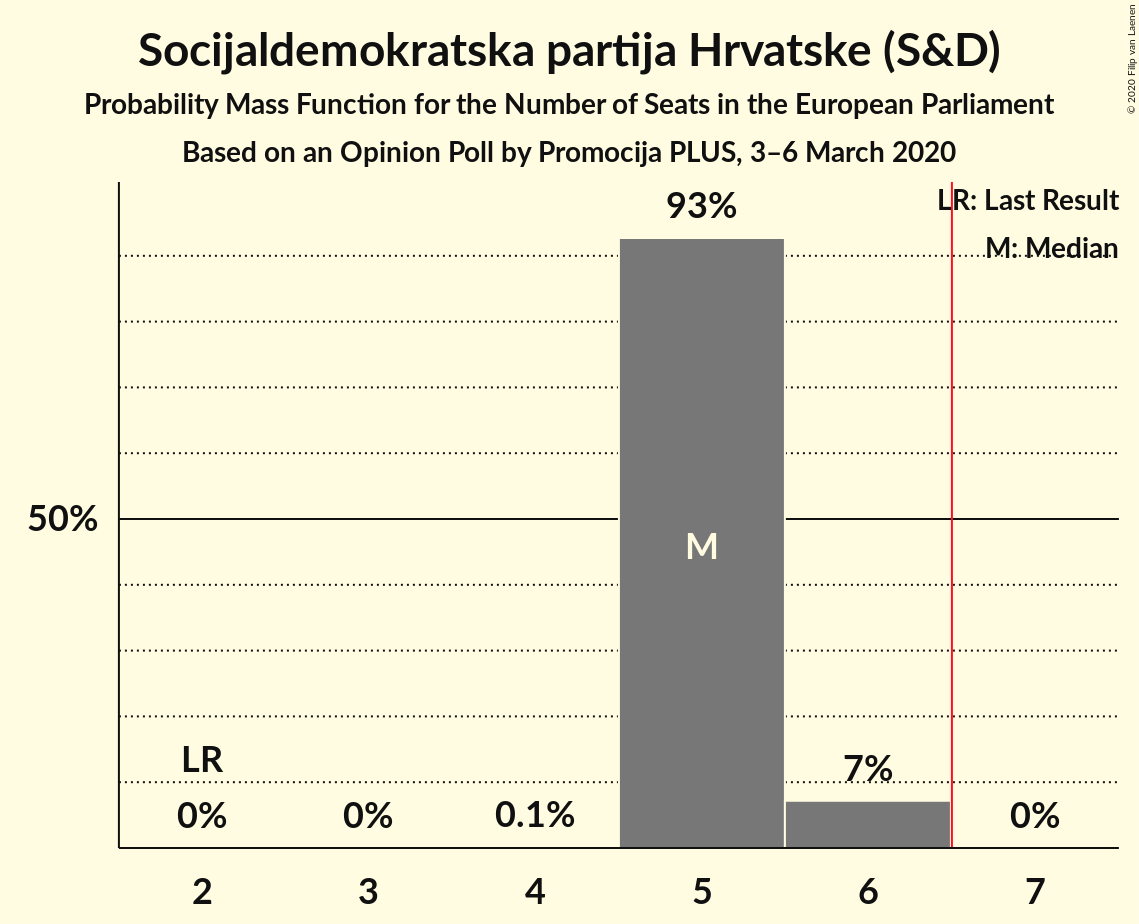 Socijaldemokratska partija Hrvatske (S&D)
Probability Mass Function for the Number of Seats in the European Parliament
Based on an Opinion Poll by Promocija PLUS, 3–6 March 2020
© 2020 Filip van Laenen
LR: Last Result
M: Median
93%
50%
M
LR
7%
0%
0%
0.1%
0%
2
3
4
5
6
7